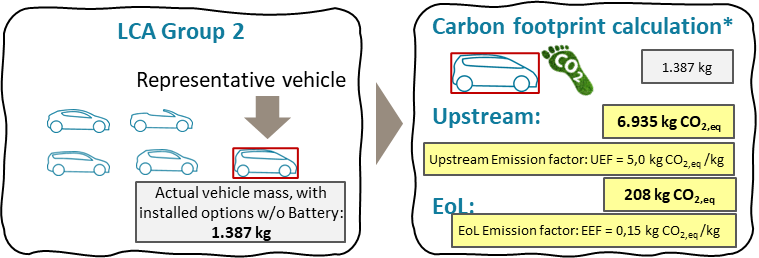 LCA Group 2
Representative vehicle
Actual vehicle mass, with
installed options w/o Battery:
1.387 kg
Carbon footprint calculation*
CO2
1.387 kg
Upstream:
6.935 kg CO2,eq
Upstream Emission factor: UEF = 5,0 kg CO2,eq /kg
208 kg CO2,eq
EoL:
EoL Emission factor: EEF = 0,15 kg CO2,eq /kg